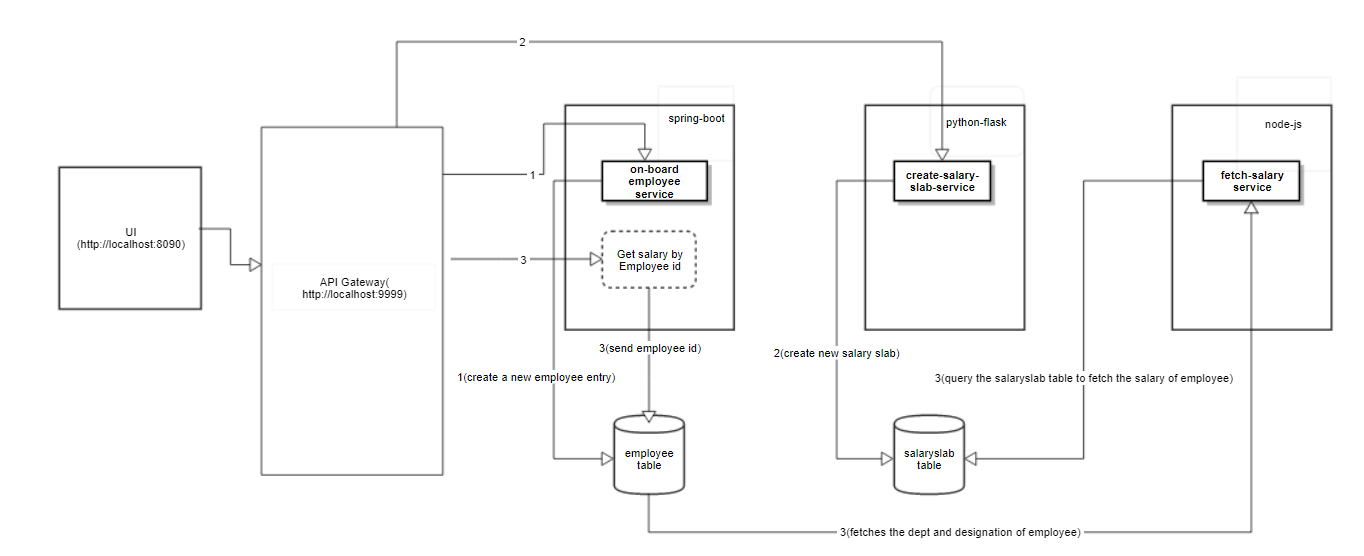 2
spring-boot
python-flask
node-js
on-board
employee
service
create-salary-
slab-service
fetch-salary
service
1
UI
(http://localhost:8090)
Get salary by
Employee id
3
API Gateway(
http://localhost:9999)
3(send employee id)
2(create new salary slab)
1(create a new employee entry)
3(query the salaryslab table to fetch the salary of employee)
employee
table
salaryslab
table
3(fetches the dept and designation of employee)